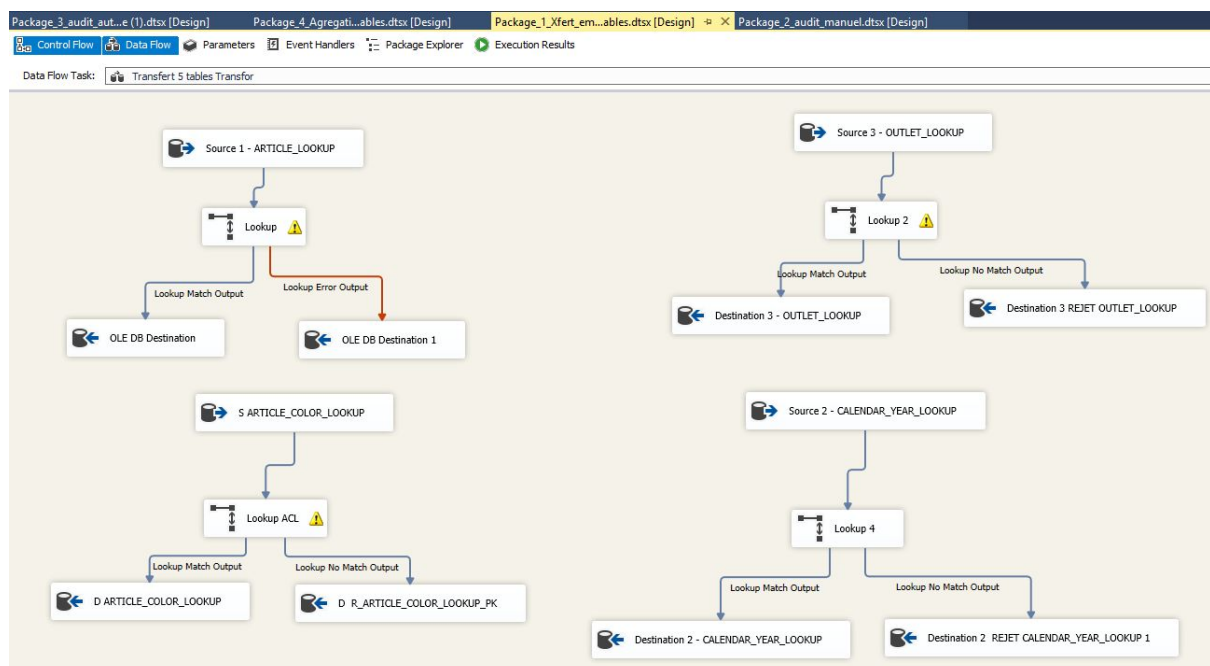 Package_3_audit_aut...e (1).dtsx [Design]
Package_4_Agregati...ables.dtsx [Design]
Package_1_Xfert_em...ables.dtsx [Design]
Package_2_audit_manuel.dtsx [Design]
Control Flow
Data Flow
Parameters
Event Handlers
Package Explorer
Execution Results
Data Flow Task:
Transfert 5 tables Transfor
Source 1 - ARTICLE_LOOKUP
Lookup
Lookup Match Output
Lookup Error Output
OLE DB Destination
OLE DB Destination 1
Source 3 - OUTLET_LOOKUP
Lookup 2
Lookup Match Output
Lookup No Match Output
Destination 3 - OUTLET_LOOKUP
Destination 3 REJET OUTLET_LOOKUP
S ARTICLE_COLOR_LOOKUP
Lookup ACL
Lookup Match Output
Lookup No Match Output
D ARTICLE_COLOR_LOOKUP
D R_ARTICLE_COLOR_LOOKUP_PK
Source 2 - CALENDAR_YEAR_LOOKUP
Lookup 4
Lookup Match Output
Lookup No Match Output
Destination 2 - CALENDAR_YEAR_LOOKUP
Destination 2 REJET CALENDAR_YEAR_LOOKUP 1